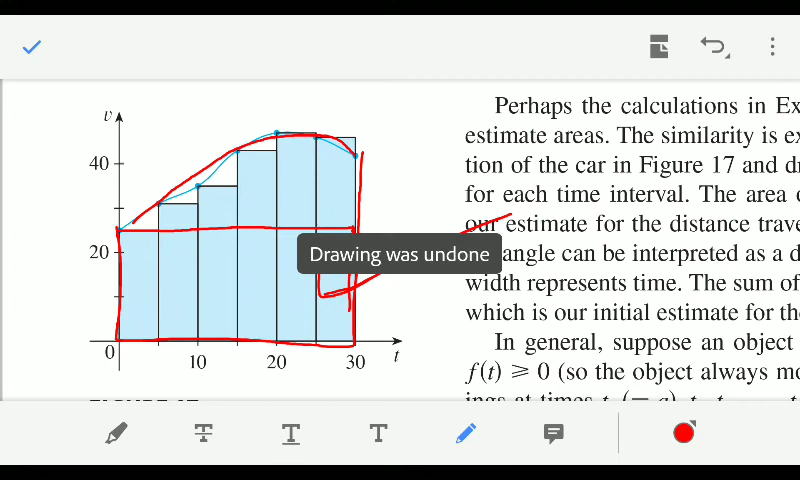 v
40
20
0
10
20
30
t
Drawing was undone
Perhaps the calculations in Ex
estimate areas. The similarity is ex
tion of the car in Figure 17 and dr
for each time interval. The area o
our estimate for the distance trave
angle can be interpreted as a d
width represents time. The sum of
which is our initial estimate for the
In general, suppose an object
f(t) ⩾ 0 (so the object always mo
T
T
T